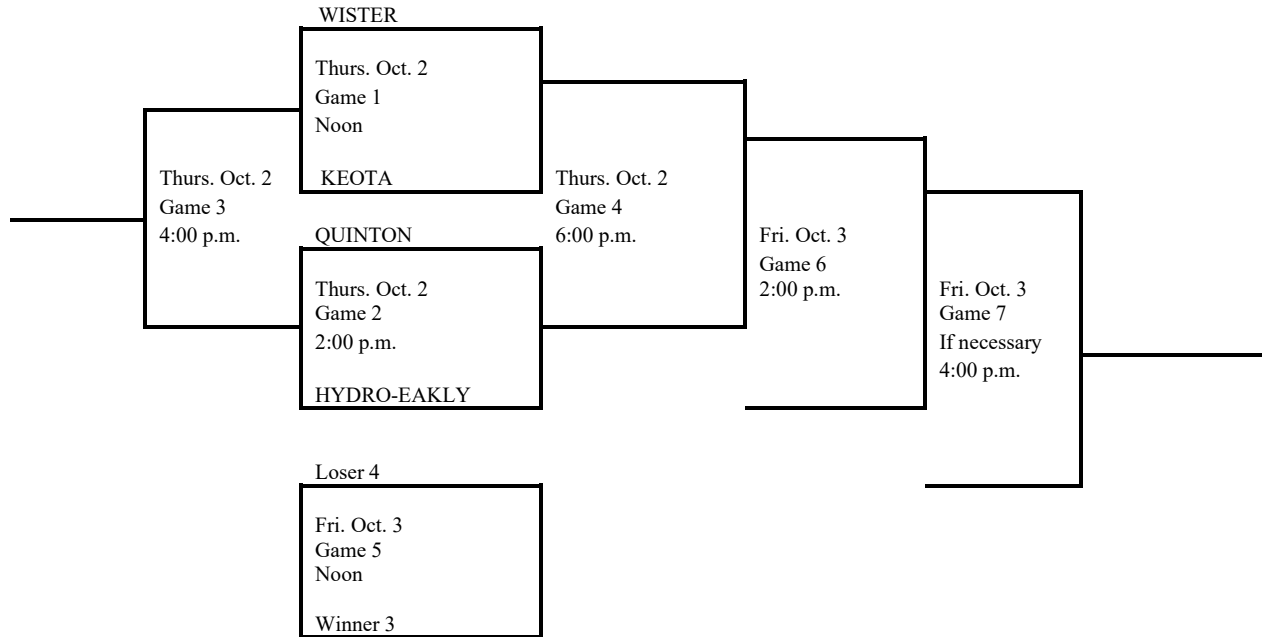 WISTER
Thurs. Oct. 2
Game 1
Noon
KEOTA
Thurs. Oct. 2
Game 3
4:00 p.m.
QUINTON
Thurs. Oct. 2
Game 2
2:00 p.m.
HYDRO-EAKLY
Thurs. Oct. 2
Game 4
6:00 p.m.
Fri. Oct. 3
Game 6
2:00 p.m.
Fri. Oct. 3
Game 7
If necessary
4:00 p.m.
Loser 4
Fri. Oct. 3
Game 5
Noon
Winner 3